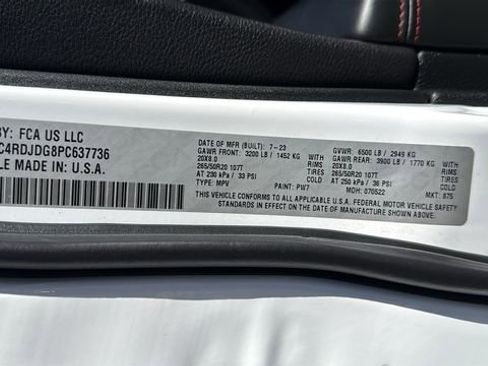 BY: FCA US LLC
C4RDJDG8PC637736
LE MADE IN: U.S.A.
DATE OF MFR (BUILT): 7-23 GVWR: 6500 LB / 2949 KG
GAWR FRONT: 3200 LB / 1452 KG WITH GAWR REAR: 3900 LB / 1770 KG WITH
20X8.0 RIMS 20X8.0 RIMS
265/50R20 107T TIRES 265/50R20 107T TIRES
AT 230 kPa / 33 PSI COLD AT 250 kPa / 36 PSI COLD
TYPE: MPV PAINT: PW7 MDH: 070522 MKT: 875
THIS VEHICLE CONFORMS TO ALL APPLICABLE U.S.A. FEDERAL MOTOR VEHICLE SAFETY
STANDARDS IN EFFECT ON THE DATE OF MANUFACTURE SHOWN ABOVE.